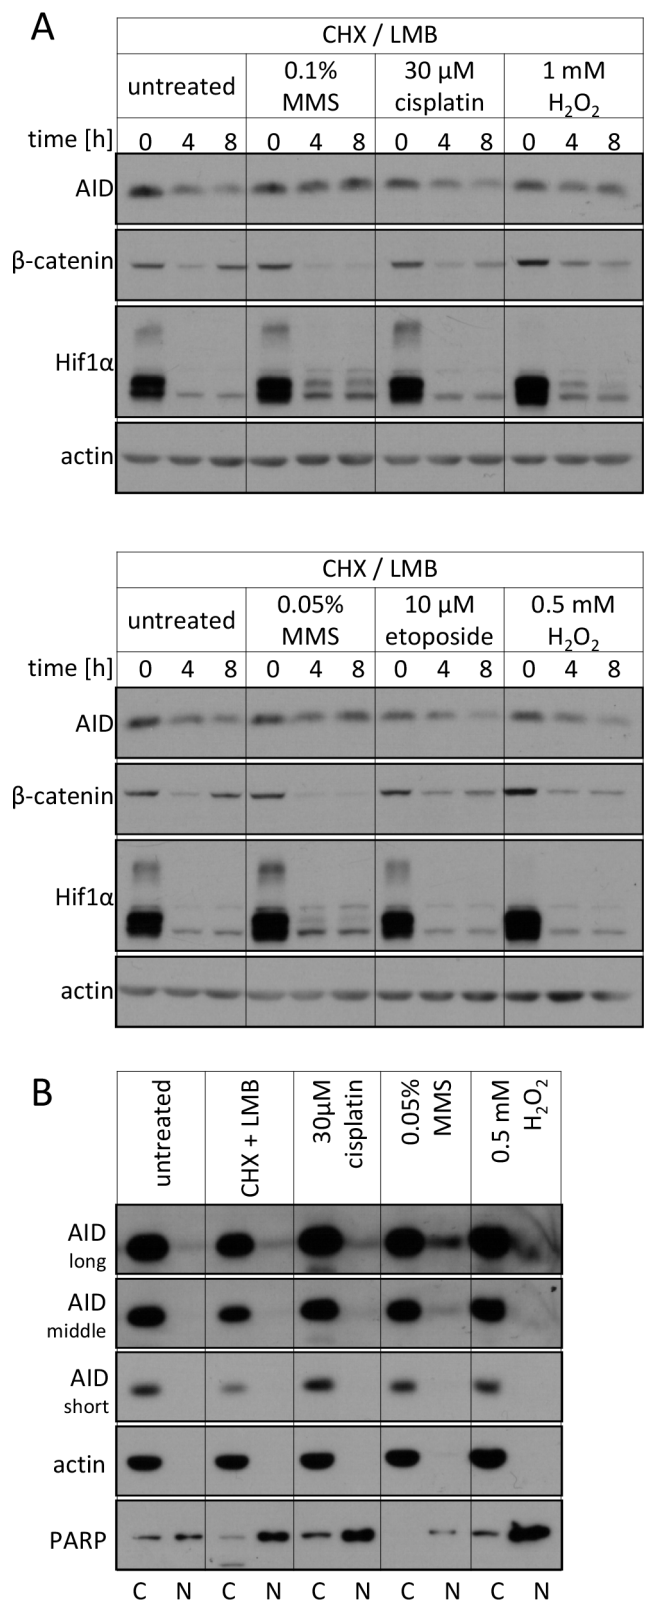 A
CHX / LMB
untreated 0.1% MMS 30 µM cisplatin 1 mM H₂O₂
time [h] 0 4 8 0 4 8 0 4 8 0 4 8
AID
β-catenin
Hif1α
actin
CHX / LMB
untreated 0.05% MMS 10 µM etoposide 0.5 mM H₂O₂
time [h] 0 4 8 0 4 8 0 4 8 0 4 8
AID
β-catenin
Hif1α
actin
B
untreated CHX + LMB 30µM cisplatin 0.05% MMS 0.5 mM H₂O₂
AID
long
AID
middle
AID
short
actin
PARP
C N C N C N C N C N